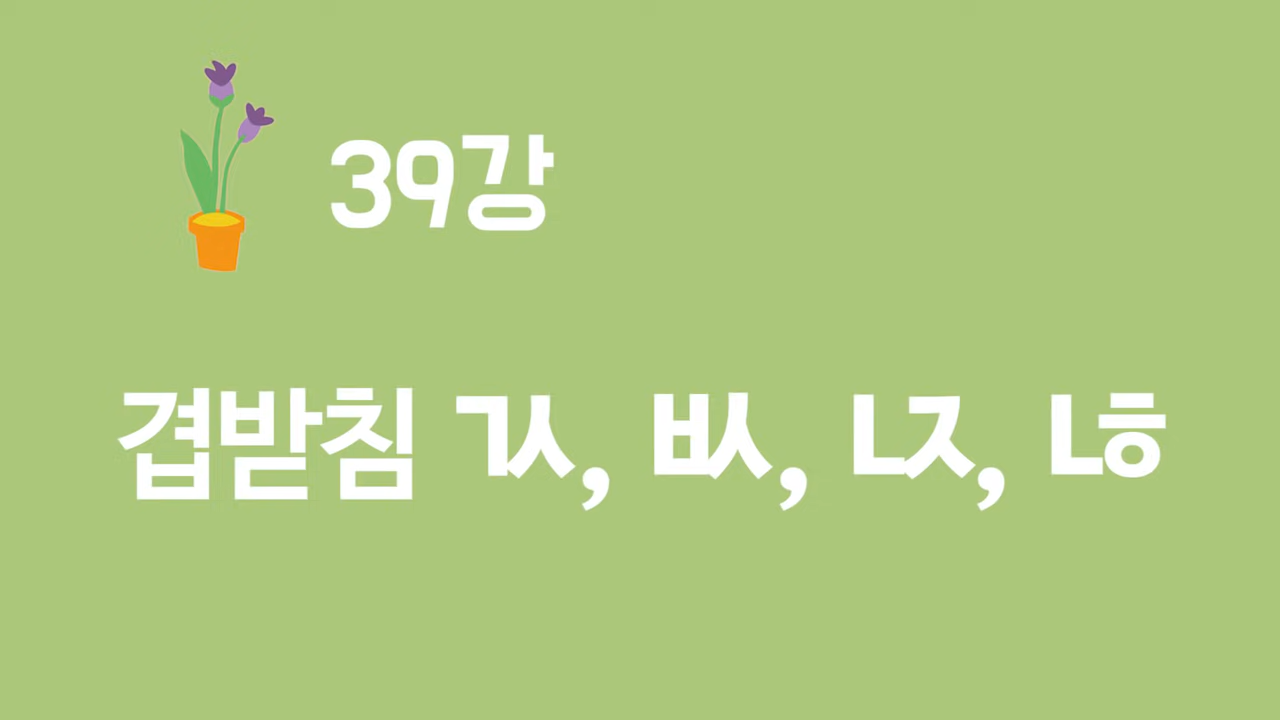 39강
겹받침 ㄳ, ㅄ, ㄵ, ㄶ